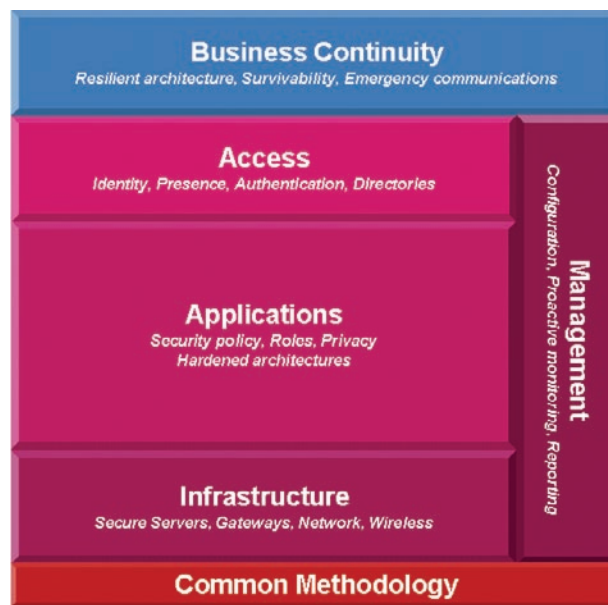 Business Continuity
Resilient architecture, Survivability, Emergency communications
Access
Identity, Presence, Authentication, Directories
Applications
Security policy, Roles, Privacy
Hardened architectures
Infrastructure
Secure Servers, Gateways, Network, Wireless
Management
Configuration, Proactive monitoring, Reporting
Common Methodology